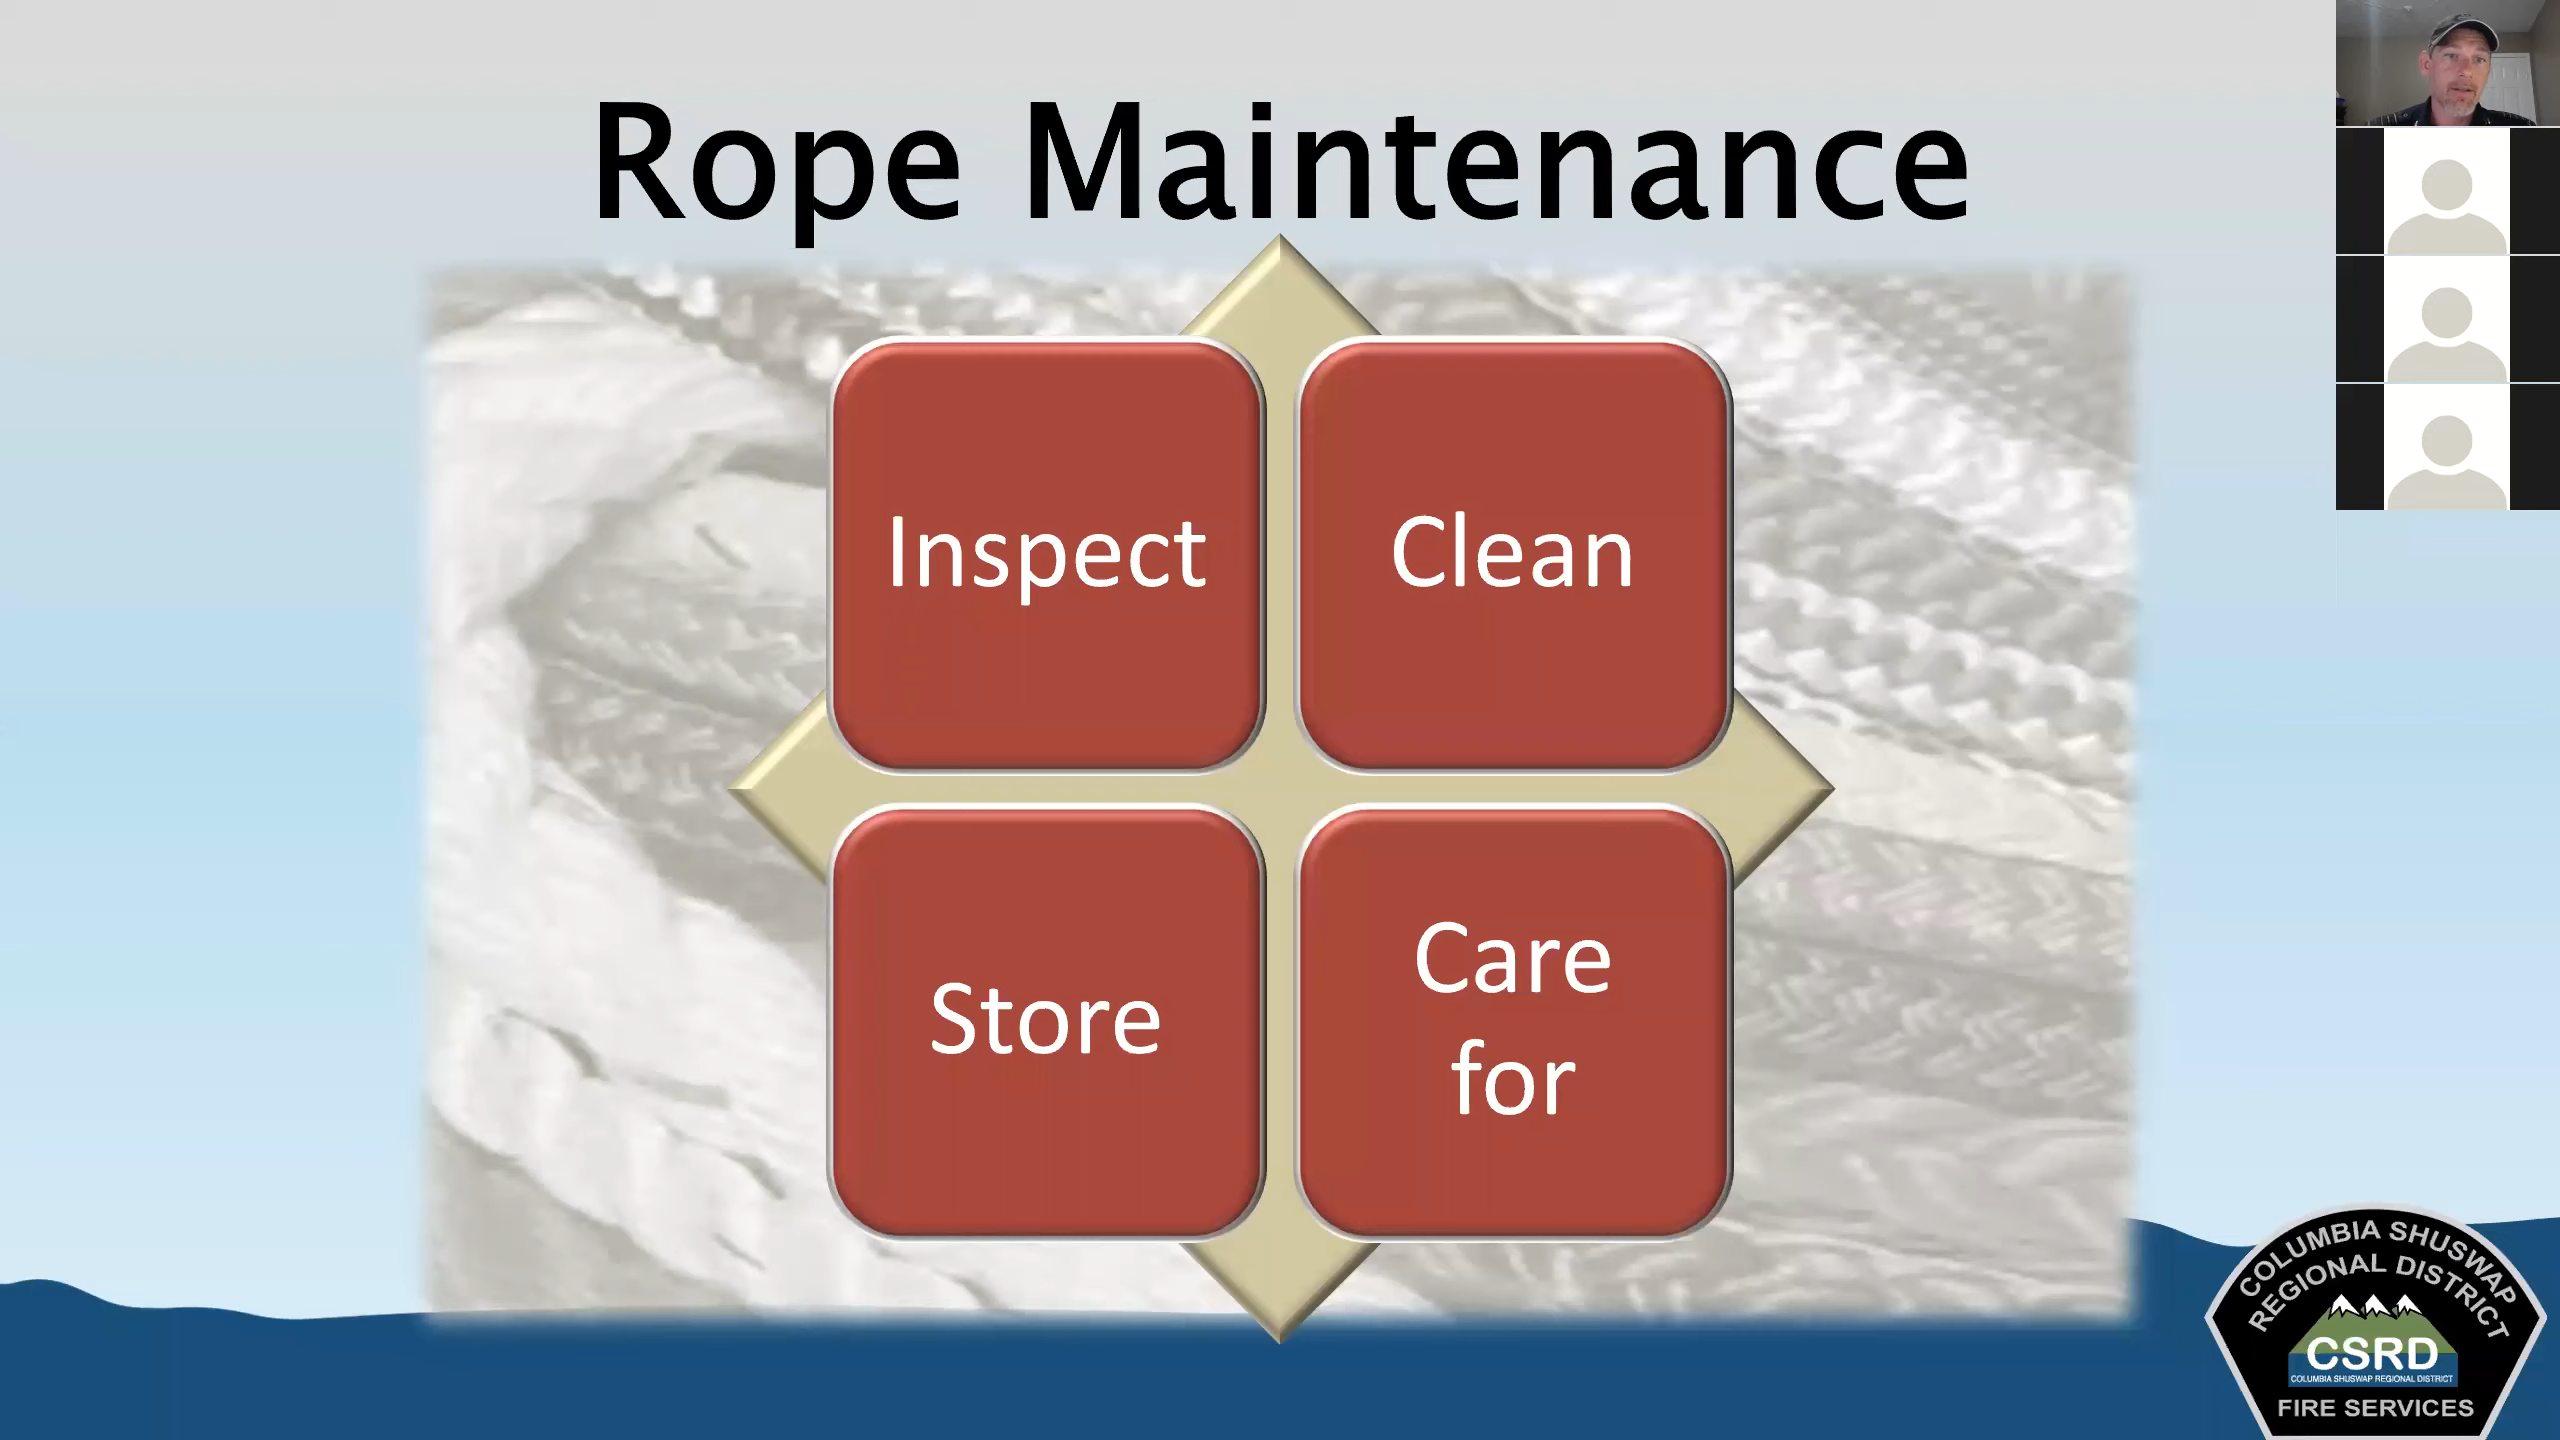 Rope Maintenance
Inspect
Clean
Store
Care
for
COLUMBIA SHUSWAP
REGIONAL DISTRICT
CSRD
COLUMBIA SHUSWAP REGIONAL DISTRICT
FIRE SERVICES